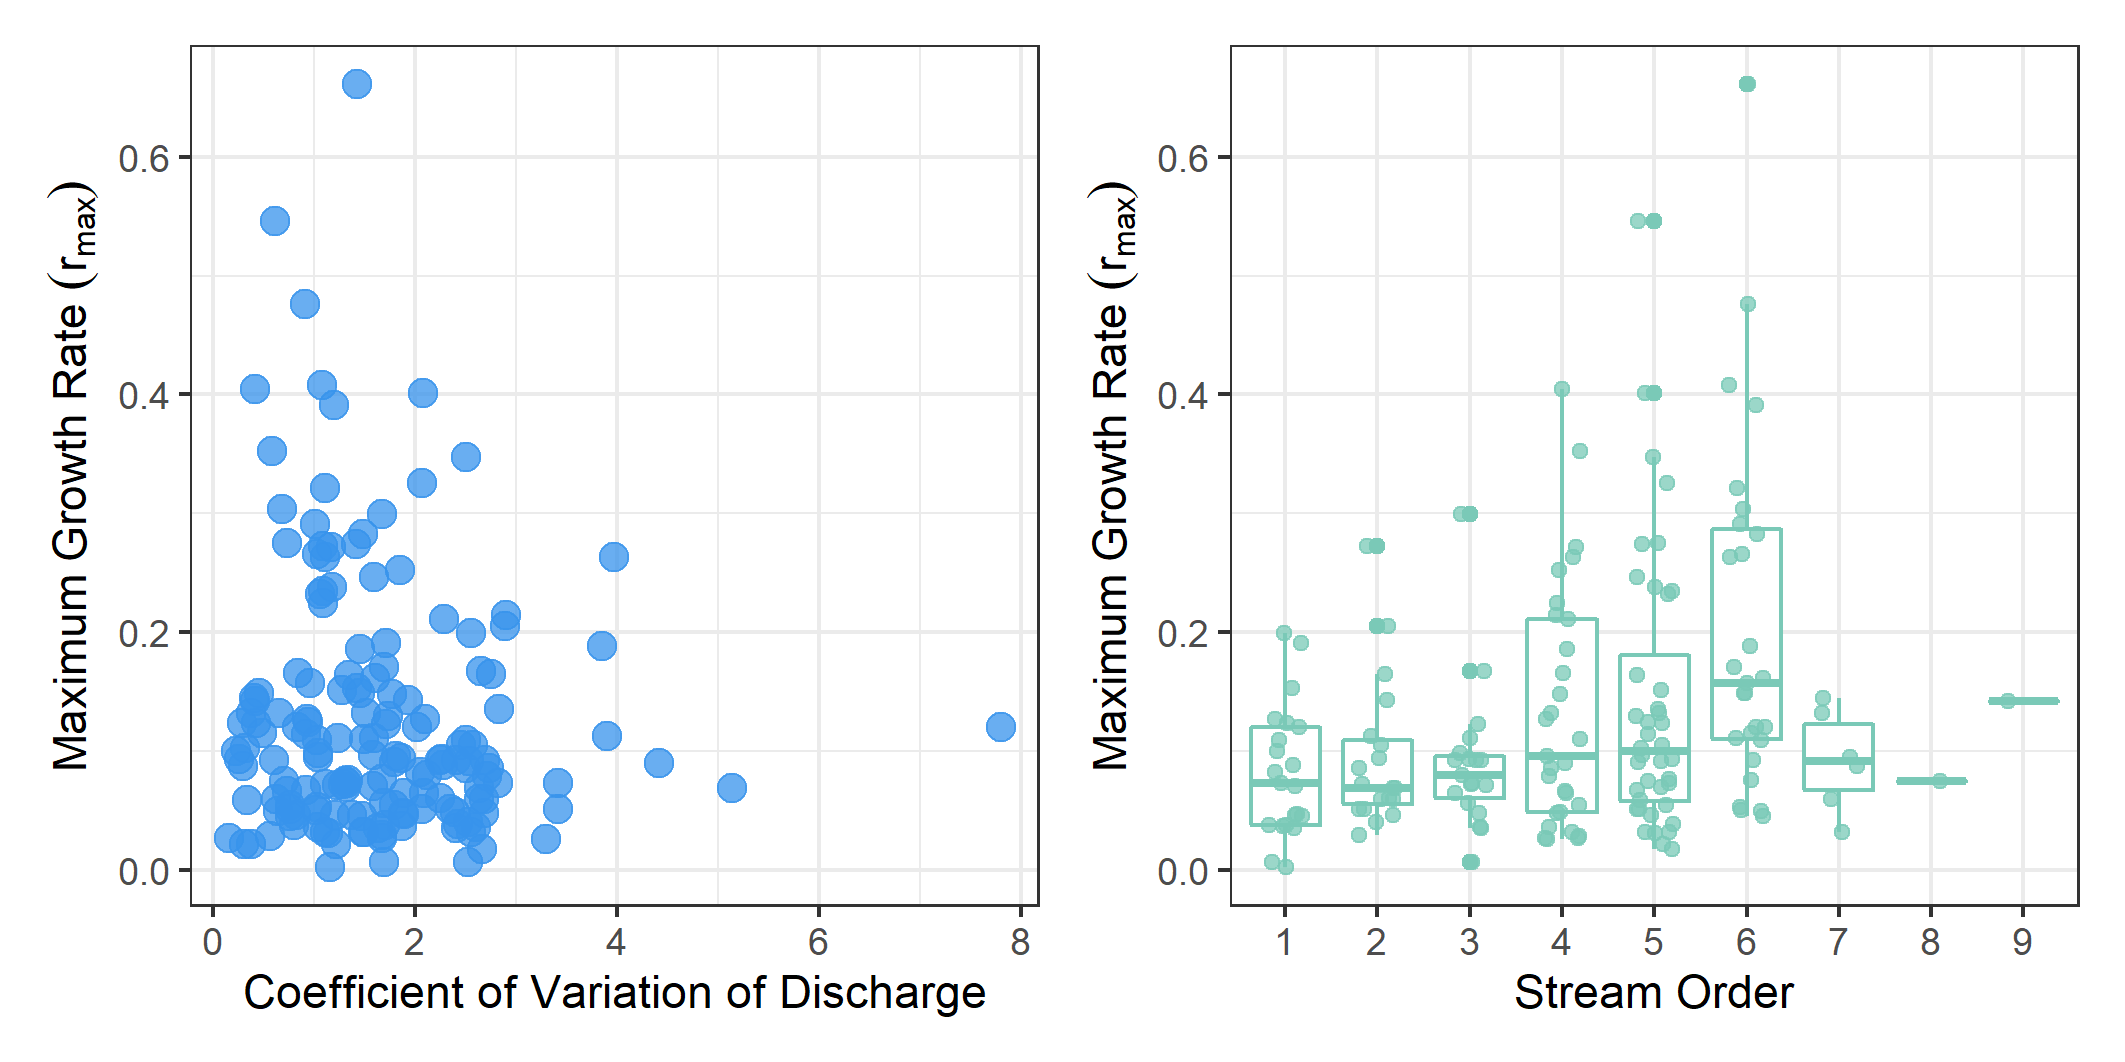 Maximum Growth Rate (rmax)
0.6
0.4
0.2
0.0
0 2 4 6 8
Coefficient of Variation of Discharge
Maximum Growth Rate (rmax)
0.6
0.4
0.2
0.0
1 2 3 4 5 6 7 8 9
Stream Order